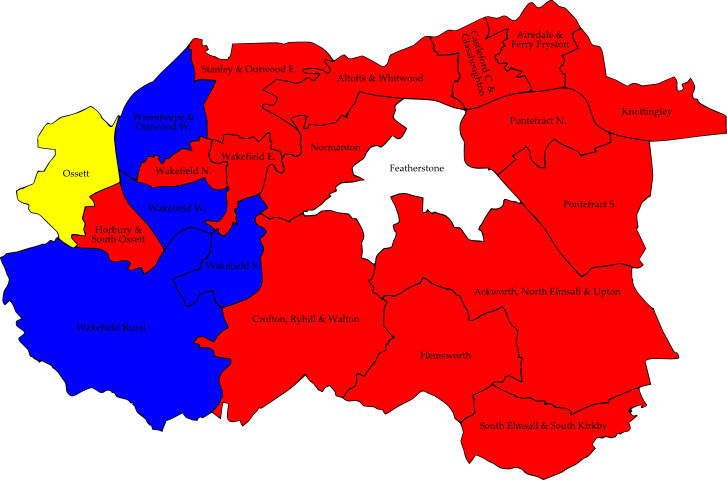 Airedale &
Ferry Fryston
Castleford C. &
Glasshoughton
Stanley & Outwood E.
Altofts & Whitwood
Knottingley
Wrenthorpe &
Outwood W.
Pontefract N.
Normanton
Wakefield E.
Featherstone
Ossett
Wakefield N.
Pontefract S.
Wakefield W.
Horbury &
South Ossett
Wakefield S.
Ackworth, North Elmsall & Upton
Crofton, Ryhill & Walton
Wakefield Rural
Hemsworth
South Elmsall & South Kirkby